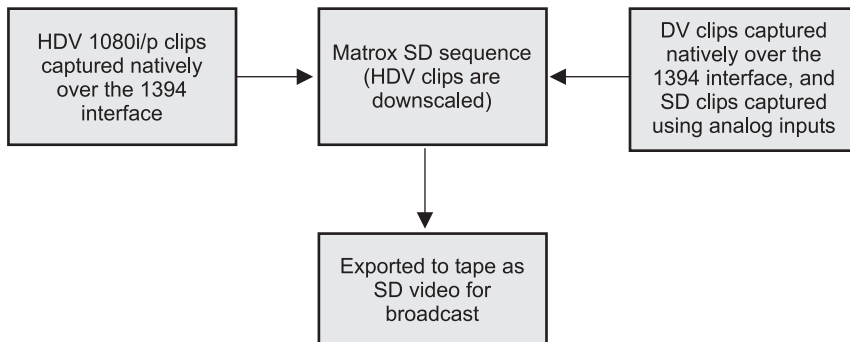 HDV 1080i/p clips
captured natively
over the 1394
interface
Matrox SD sequence
(HDV clips are
downscaled)
DV clips captured
natively over the
1394 interface, and
SD clips captured
using analog inputs
Exported to tape as
SD video for
broadcast